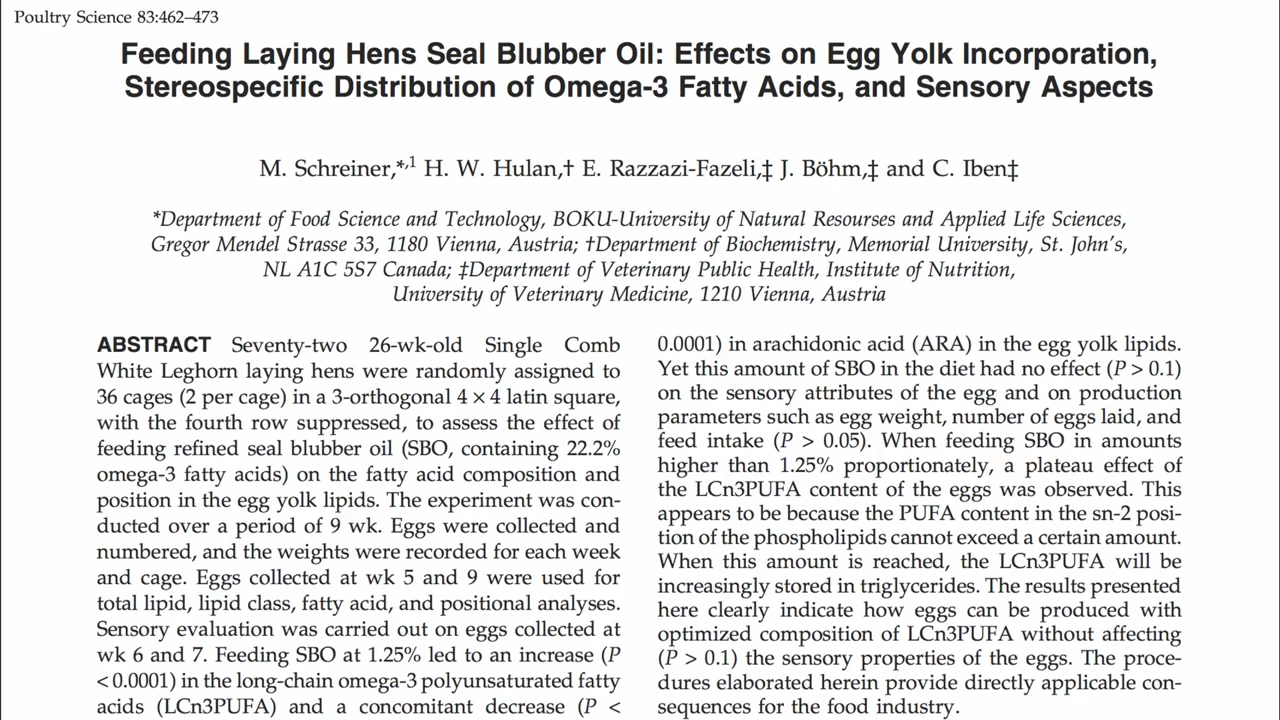 Poultry Science 83:462–473
Feeding Laying Hens Seal Blubber Oil: Effects on Egg Yolk Incorporation,
Stereospecific Distribution of Omega-3 Fatty Acids, and Sensory Aspects
M. Schreiner,*,1 H. W. Hulan,† E. Razzazi-Fazeli,‡ J. Böhm,‡ and C. Iben‡
*Department of Food Science and Technology, BOKU-University of Natural Resourses and Applied Life Sciences,
Gregor Mendel Strasse 33, 1180 Vienna, Austria; †Department of Biochemistry, Memorial University, St. John's,
NL A1C 5S7 Canada; ‡Department of Veterinary Public Health, Institute of Nutrition,
University of Veterinary Medicine, 1210 Vienna, Austria
ABSTRACT Seventy-two 26-wk-old Single Comb
White Leghorn laying hens were randomly assigned to
36 cages (2 per cage) in a 3-orthogonal 4 × 4 latin square,
with the fourth row suppressed, to assess the effect of
feeding refined seal blubber oil (SBO, containing 22.2%
omega-3 fatty acids) on the fatty acid composition and
position in the egg yolk lipids. The experiment was con-
ducted over a period of 9 wk. Eggs were collected and
numbered, and the weights were recorded for each week
and cage. Eggs collected at wk 5 and 9 were used for
total lipid, lipid class, fatty acid, and positional analyses.
Sensory evaluation was carried out on eggs collected at
wk 6 and 7. Feeding SBO at 1.25% led to an increase (P
< 0.0001) in the long-chain omega-3 polyunsaturated fatty
acids (LCn3PUFA) and a concomitant decrease (P <
0.0001) in arachidonic acid (ARA) in the egg yolk lipids.
Yet this amount of SBO in the diet had no effect (P > 0.1)
on the sensory attributes of the egg and on production
parameters such as egg weight, number of eggs laid, and
feed intake (P > 0.05). When feeding SBO in amounts
higher than 1.25% proportionately, a plateau effect of
the LCn3PUFA content of the eggs was observed. This
appears to be because the PUFA content in the sn-2 posi-
tion of the phospholipids cannot exceed a certain amount.
When this amount is reached, the LCn3PUFA will be
increasingly stored in triglycerides. The results presented
here clearly indicate how eggs can be produced with
optimized composition of LCn3PUFA without affecting
(P > 0.1) the sensory properties of the eggs. The proce-
dures elaborated herein provide directly applicable con-
sequences for the food industry.